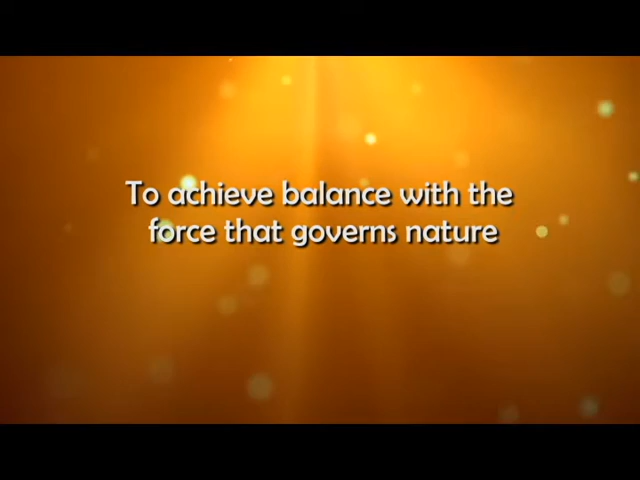 To achieve balance with the
force that governs nature